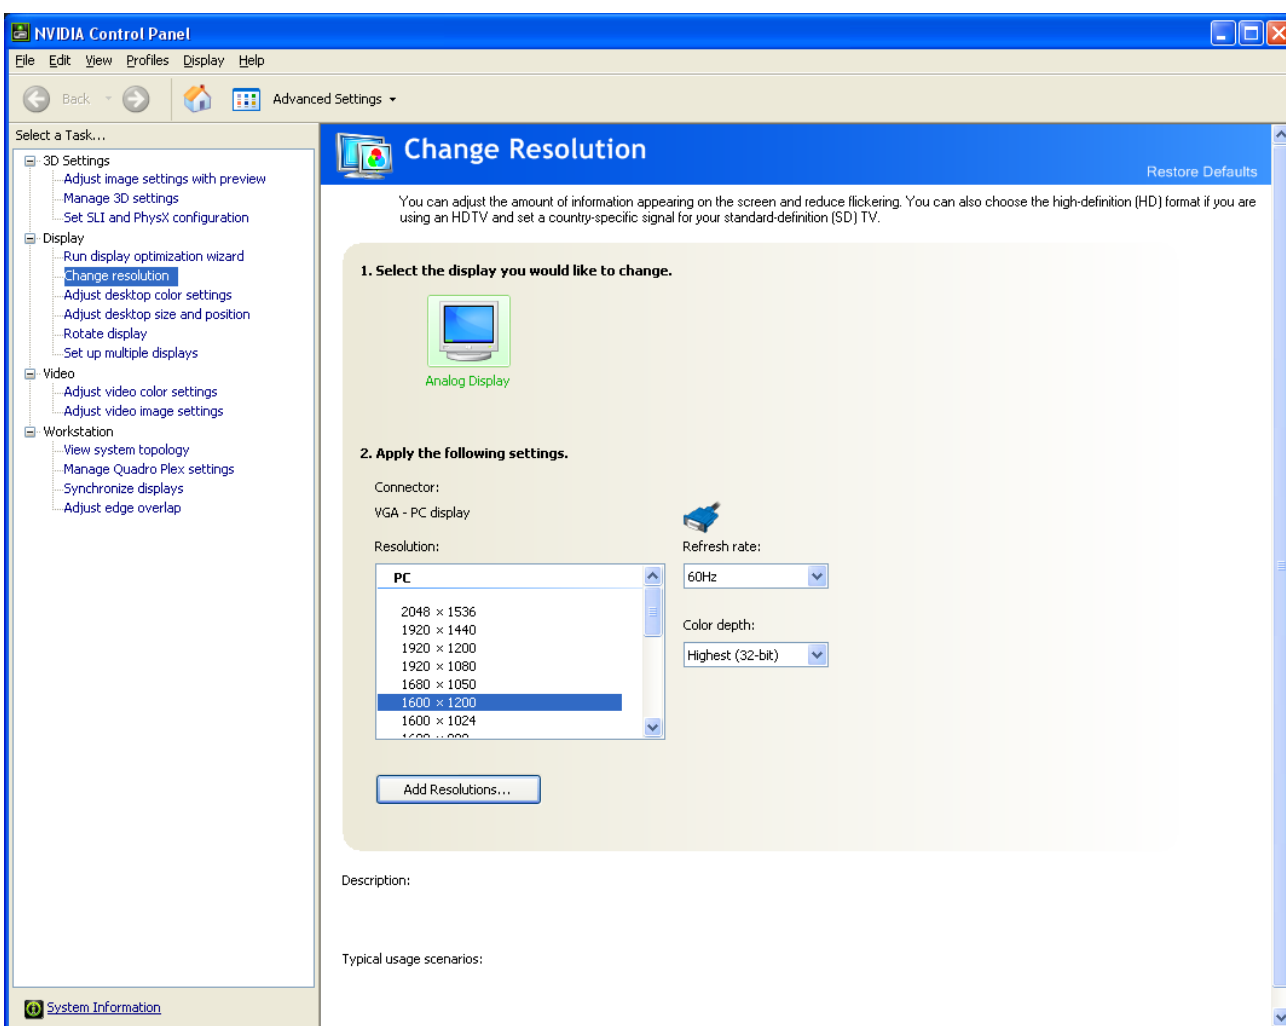 NVIDIA Control Panel
File Edit View Profiles Display Help
Back Advanced Settings
Select a Task...
3D Settings
Adjust image settings with preview
Manage 3D settings
Set SLI and PhysX configuration
Display
Run display optimization wizard
Change resolution
Adjust desktop color settings
Adjust desktop size and position
Rotate display
Set up multiple displays
Video
Adjust video color settings
Adjust video image settings
Workstation
View system topology
Manage Quadro Plex settings
Synchronize displays
Adjust edge overlap
System Information
Change Resolution
Restore Defaults
You can adjust the amount of information appearing on the screen and reduce flickering. You can also choose the high-definition (HD) format if you are
using an HDTV and set a country-specific signal for your standard-definition (SD) TV.
1. Select the display you would like to change.
Analog Display
2. Apply the following settings.
Connector:
VGA - PC display
Resolution:
PC
2048 × 1536
1920 × 1440
1920 × 1200
1920 × 1080
1680 × 1050
1600 × 1200
1600 × 1024
Refresh rate:
60Hz
Color depth:
Highest (32-bit)
Add Resolutions...
Description:
Typical usage scenarios: